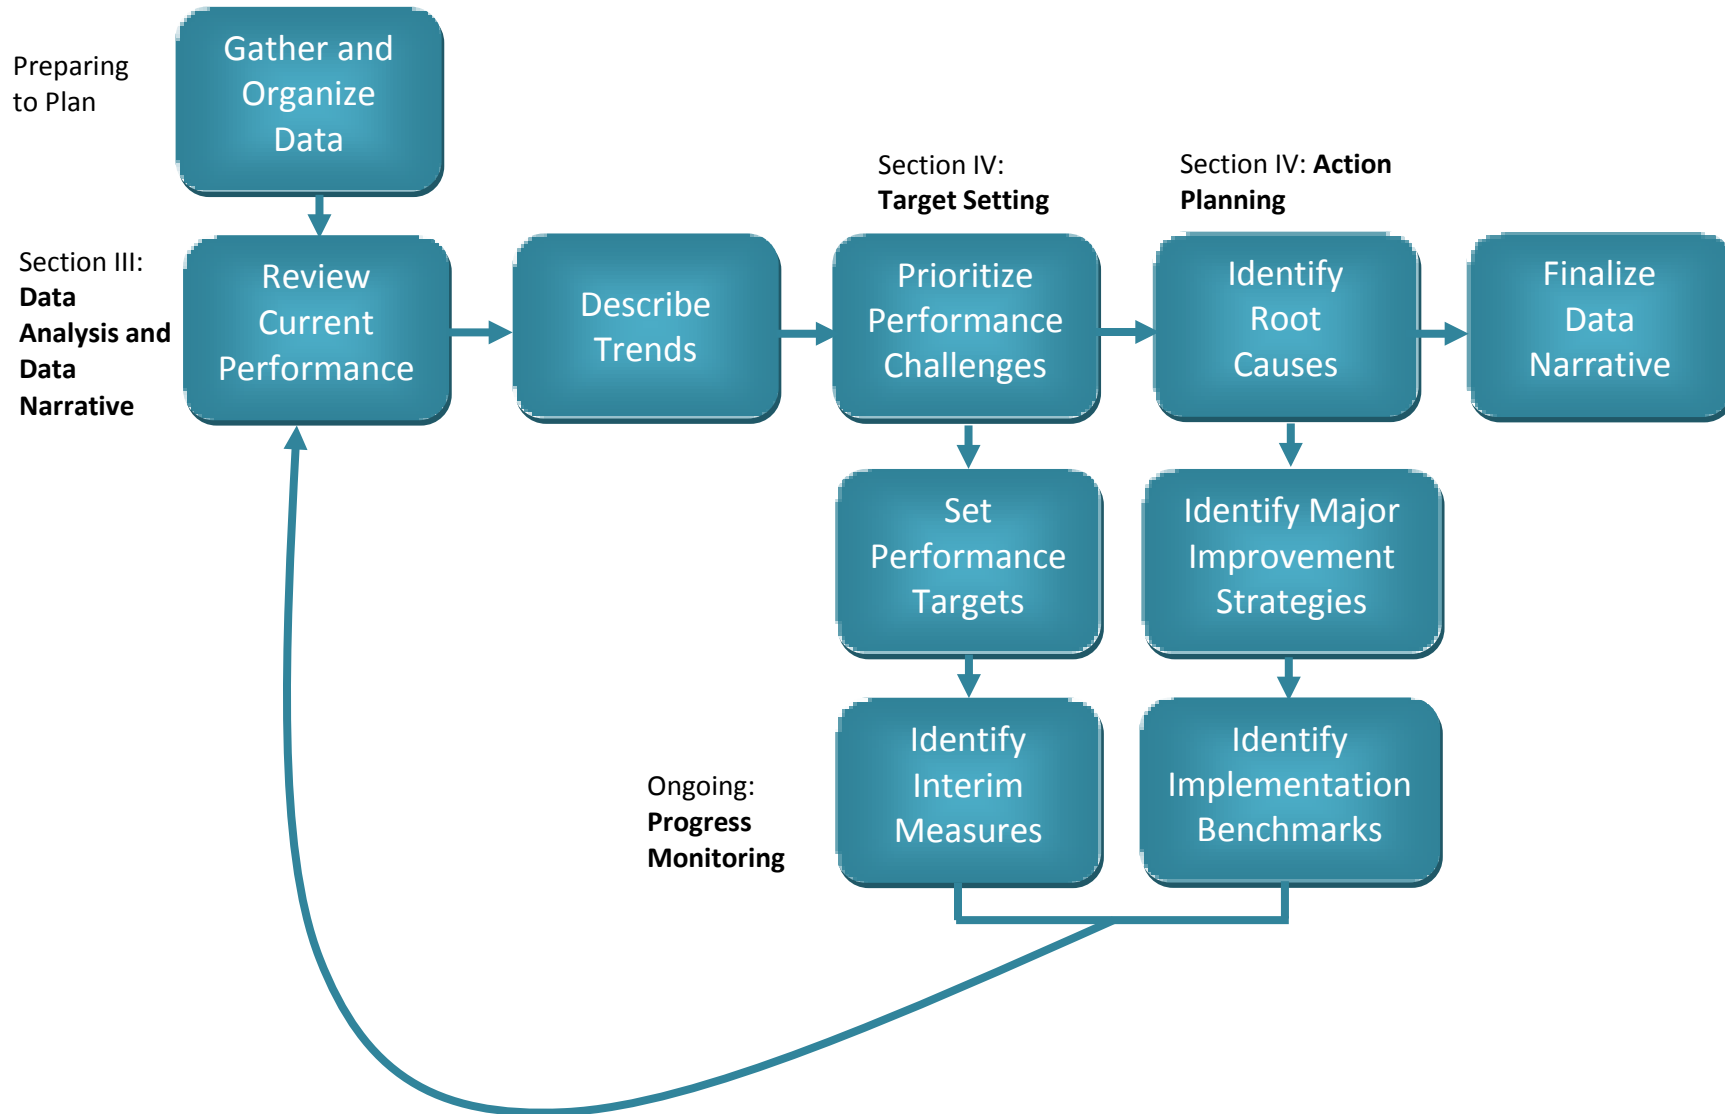 Preparing
to Plan
Gather and
Organize
Data
Section IV:
Target Setting
Section IV: Action
Planning
Section III:
Data
Analysis and
Data
Narrative
Review
Current
Performance
Describe
Trends
Prioritize
Performance
Challenges
Identify
Root
Causes
Finalize
Data
Narrative
Set
Performance
Targets
Identify Major
Improvement
Strategies
Ongoing:
Progress
Monitoring
Identify
Interim
Measures
Identify
Implementation
Benchmarks